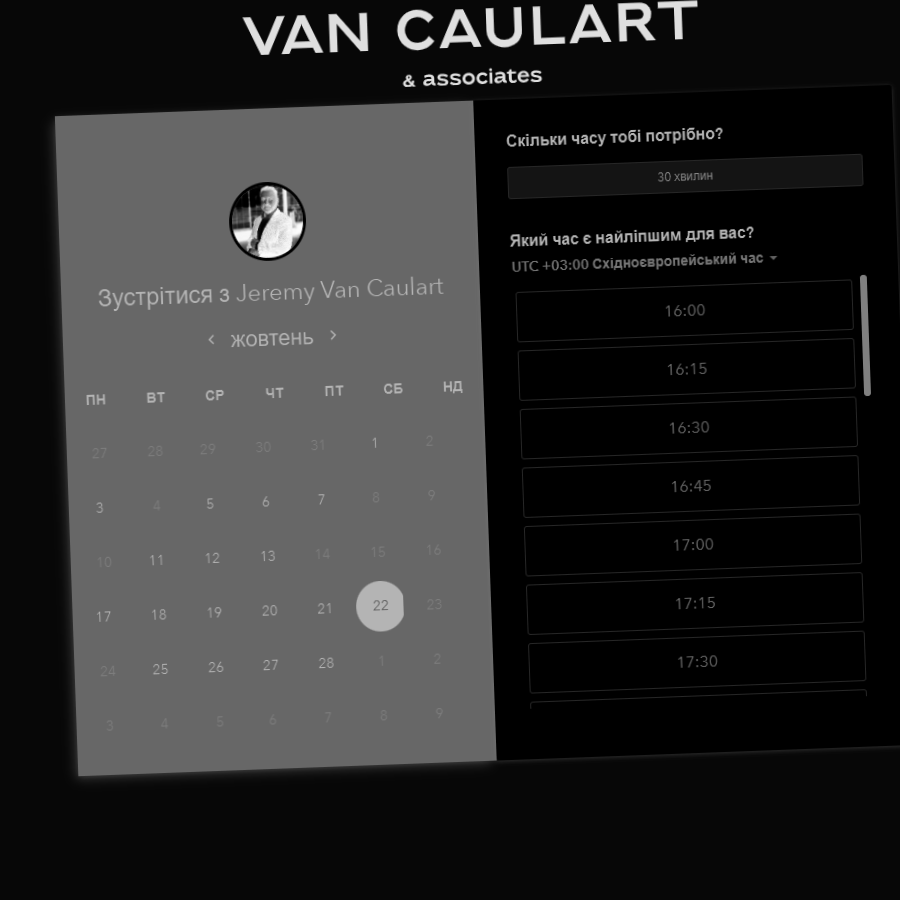 VAN CAULART
& associates
Зустрітися з Jeremy Van Caulart
жовтень
ПН ВТ СР ЧТ ПТ СБ НД
27 28 29 30 31 1 2
3 4 5 6 7 8 9
10 11 12 13 14 15 16
17 18 19 20 21 22 23
24 25 26 27 28 1 2
3 4 5 6 7 8 9
Скільки часу тобі потрібно?
30 хвилин
Який час є найліпшим для вас?
UTC +03:00 Східноєвропейський час
16:00
16:15
16:30
16:45
17:00
17:15
17:30